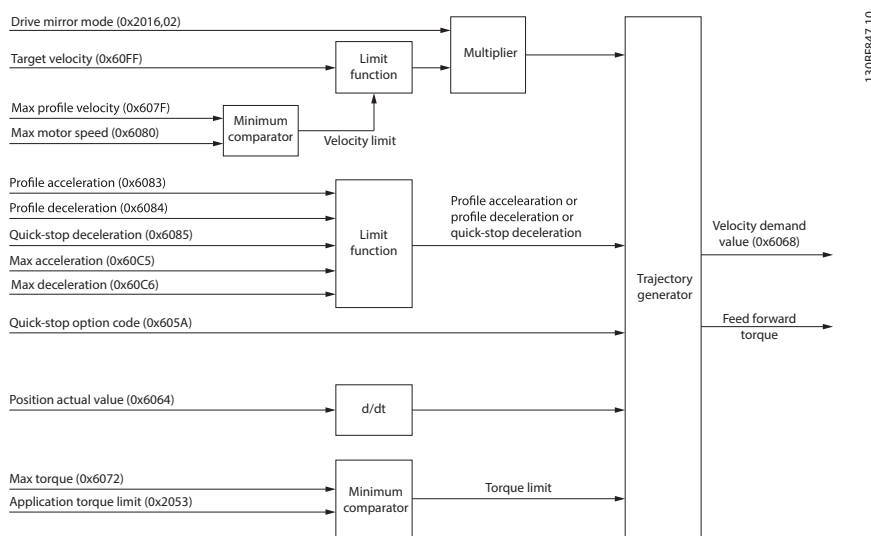 Drive mirror mode (0x2016,02)
Target velocity (0x60FF)
Limit
function
Multiplier
Max profile velocity (0x607F)
Max motor speed (0x6080)
Minimum
comparator
Velocity limit
Profile acceleration (0x6083)
Profile deceleration (0x6084)
Quick-stop deceleration (0x6085)
Max acceleration (0x60C5)
Max deceleration (0x60C6)
Limit
function
Profile accelearation or
profile deceleration or
quick-stop deceleration
Quick-stop option code (0x605A)
Position actual value (0x6064)
d/dt
Max torque (0x6072)
Application torque limit (0x2053)
Minimum
comparator
Torque limit
Trajectory
generator
Velocity demand
value (0x6068)
Feed forward
torque
130BF847.10